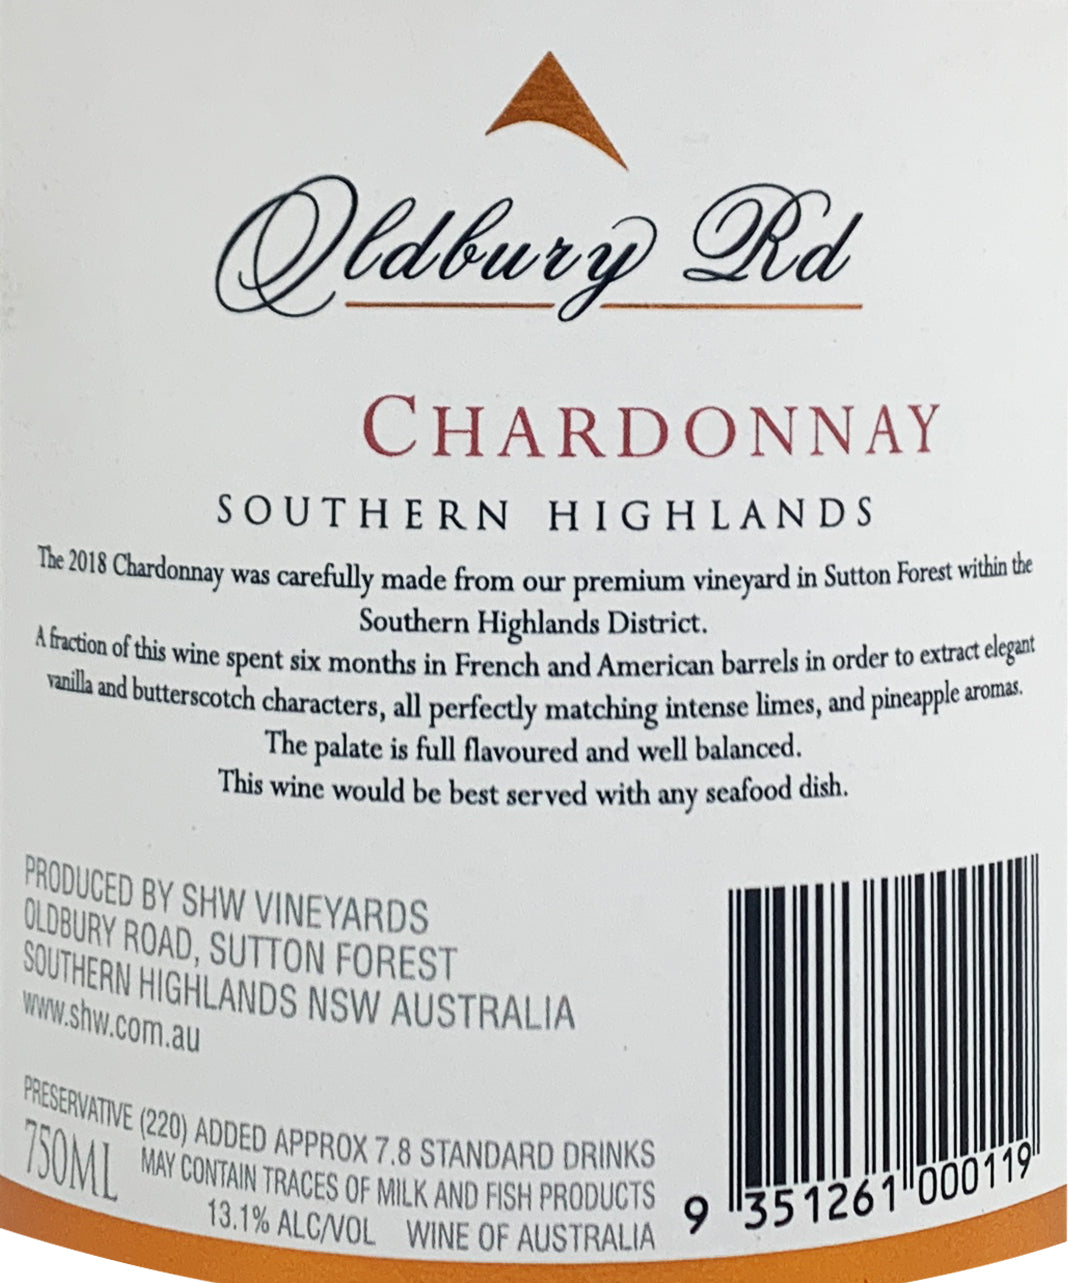 Oldbury Rd
CHARDONNAY
SOUTHERN HIGHLANDS
The 2018 Chardonnay was carefully made from our premium vineyard in Sutton Forest within the
Southern Highlands District.
A fraction of this wine spent six months in French and American barrels in order to extract elegant
vanilla and butterscotch characters, all perfectly matching intense limes, and pineapple aromas.
The palate is full flavoured and well balanced.
This wine would be best served with any seafood dish.
PRODUCED BY SHW VINEYARDS
OLDBURY ROAD, SUTTON FOREST
SOUTHERN HIGHLANDS NSW AUSTRALIA
www.shw.com.au
PRESERVATIVE (220) ADDED APPROX 7.8 STANDARD DRINKS
750ML MAY CONTAIN TRACES OF MILK AND FISH PRODUCTS
13.1% ALC/VOL WINE OF AUSTRALIA
9 351261 000119